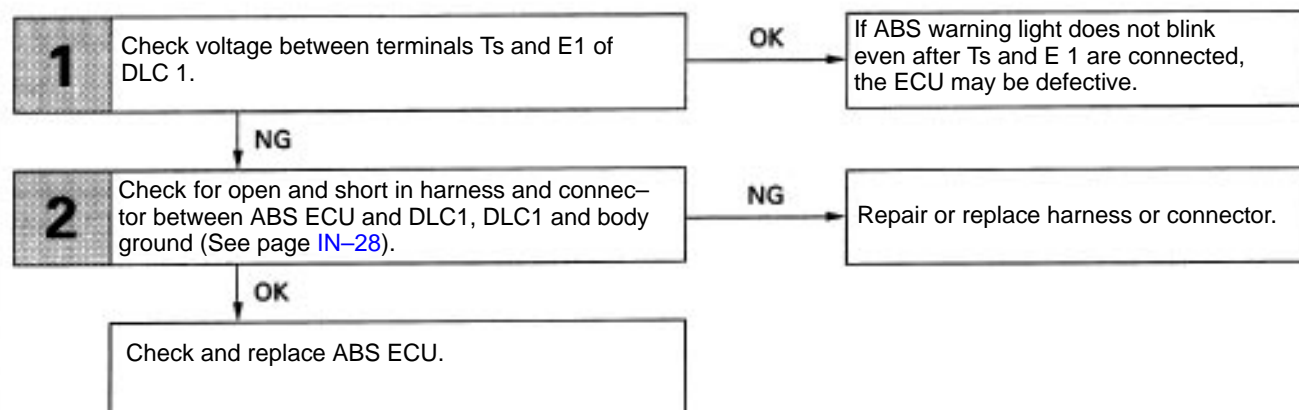 1
Check voltage between terminals Ts and E1 of
DLC 1.
OK
If ABS warning light does not blink
even after Ts and E 1 are connected,
the ECU may be defective.
NG
2
Check for open and short in harness and connec–
tor between ABS ECU and DLC1, DLC1 and body
ground (See page IN–28).
NG
Repair or replace harness or connector.
OK
Check and replace ABS ECU.